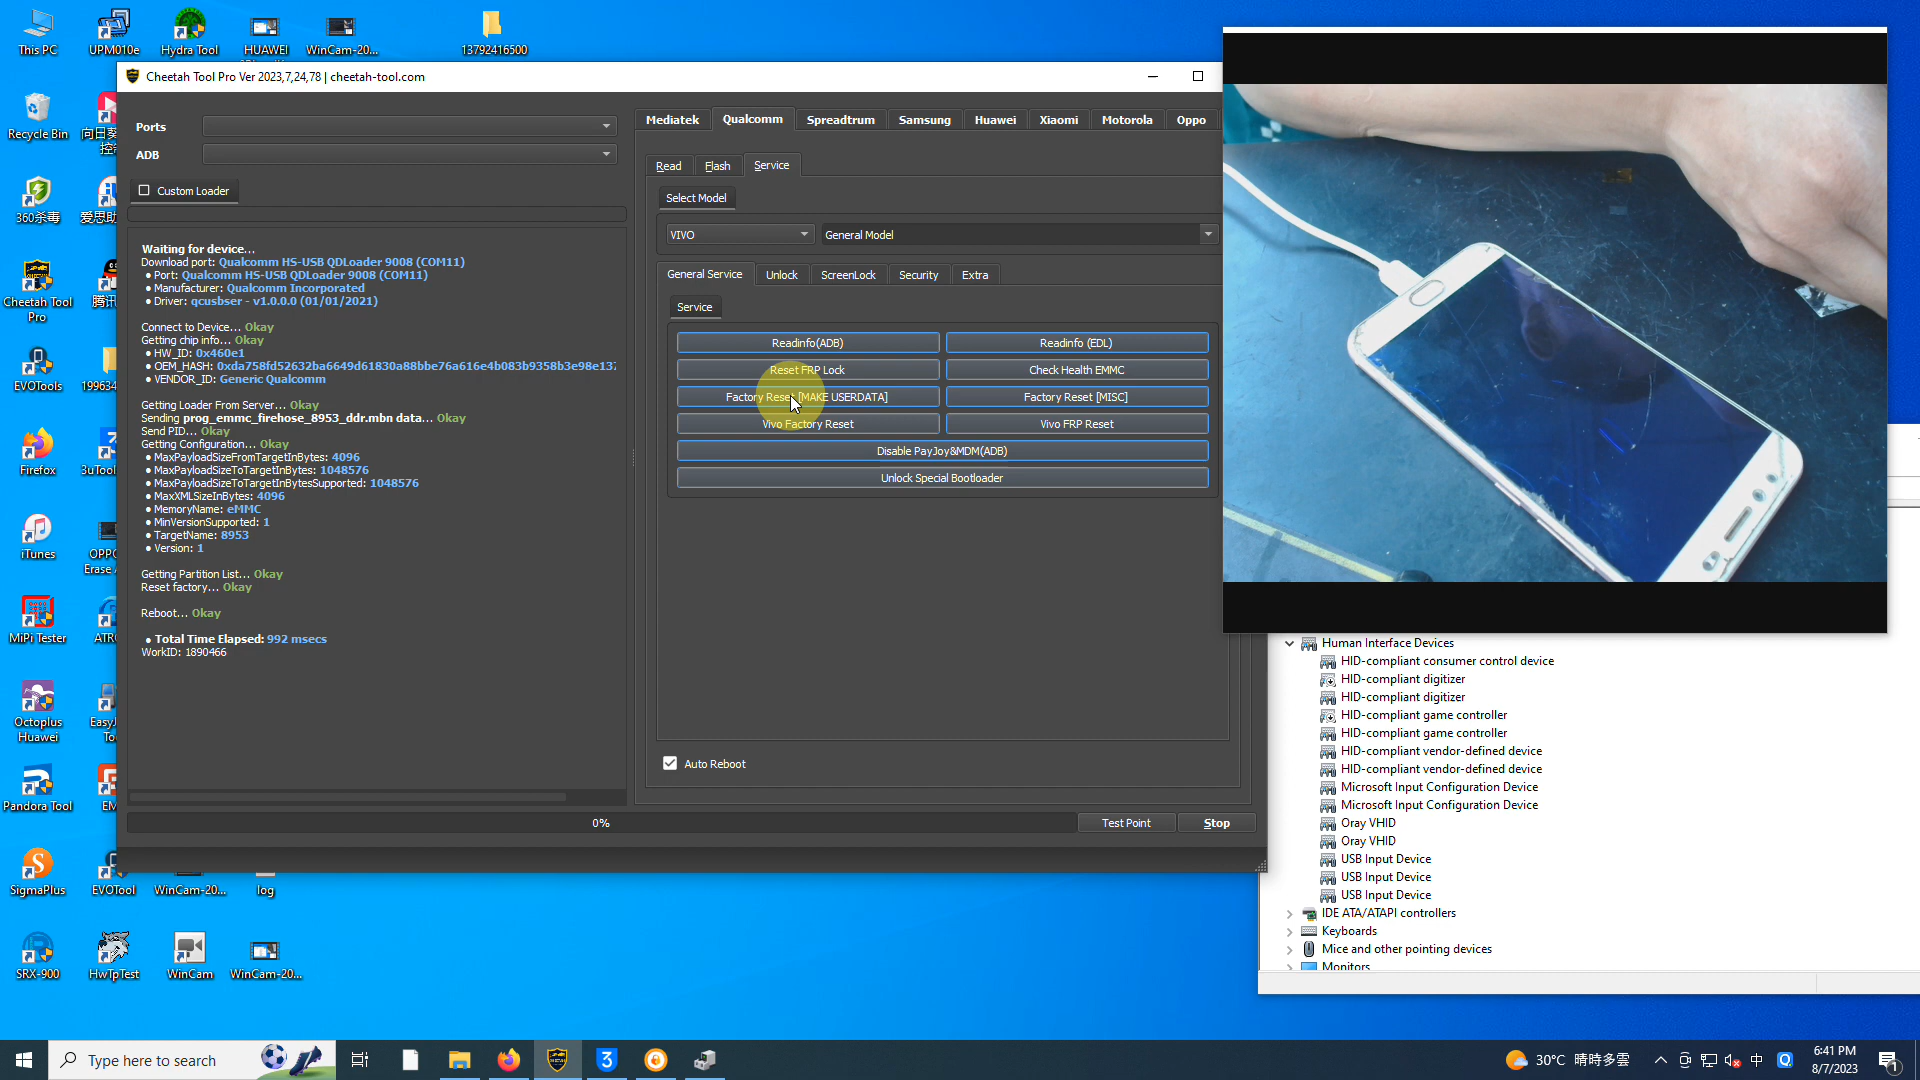 This PC
UPM010e
Hydra Tool
HUAWEI
WinCam-20...
13792416500
Cheetah Tool Pro Ver 2023,7,24,78 | cheetah-tool.com
Recycle Bin
360杀毒
Cheetah Tool
Pro
EVOTools
199634
Firefox
3uTool
iTunes
OPPO
Erase
MiPi Tester
ATRO
Octoplus
Huawei
EasyJ
To
Pandora Tool
EM
SigmaPlus
EVOTool
WinCam-20...
log
SRX-900
HwTpTest
WinCam
WinCam-20...
Ports
ADB
Custom Loader
Waiting for device...
Download port: Qualcomm HS-USB QDLoader 9008 (COM11)
• Port: Qualcomm HS-USB QDLoader 9008 (COM11)
• Manufacturer: Qualcomm Incorporated
• Driver: qcusbser - v1.0.0.0 (01/01/2021)
Connect to Device... Okay
Getting chip info... Okay
• HW_ID: 0x460e1
• OEM_HASH: 0xda758fd52632ba6649d61830a88bbe76a616e4b083b9358b3e98e137
• VENDOR_ID: Generic Qualcomm
Getting Loader From Server... Okay
Sending prog_emmc_firehose_8953_ddr.mbn data... Okay
Send PID... Okay
Getting Configuration... Okay
• MaxPayloadSizeFromTargetInBytes: 4096
• MaxPayloadSizeToTargetInBytes: 1048576
• MaxPayloadSizeToTargetInBytesSupported: 1048576
• MaxXMLSizeInBytes: 4096
• MemoryName: eMMC
• MinVersionSupported: 1
• TargetName: 8953
• Version: 1
Getting Partition List... Okay
Reset factory... Okay
Reboot... Okay
• Total Time Elapsed: 992 msecs
WorkID: 1890466
Mediatek
Qualcomm
Spreadtrum
Samsung
Huawei
Xiaomi
Motorola
Oppo
Read
Flash
Service
Select Model
VIVO
General Model
General Service
Unlock
ScreenLock
Security
Extra
Service
Readinfo(ADB)
Readinfo (EDL)
Reset FRP Lock
Check Health EMMC
Factory Reset [MAKE USERDATA]
Factory Reset [MISC]
Vivo Factory Reset
Vivo FRP Reset
Disable PayJoy&MDM(ADB)
Unlock Special Bootloader
Auto Reboot
0%
Test Point
Stop
Human Interface Devices
HID-compliant consumer control device
HID-compliant digitizer
HID-compliant digitizer
HID-compliant game controller
HID-compliant game controller
HID-compliant vendor-defined device
HID-compliant vendor-defined device
Microsoft Input Configuration Device
Microsoft Input Configuration Device
Oray VHID
Oray VHID
USB Input Device
USB Input Device
USB Input Device
IDE ATA/ATAPI controllers
Keyboards
Mice and other pointing devices
Monitors
Type here to search
30°C 晴時多雲
中
6:41 PM
8/7/2023
1